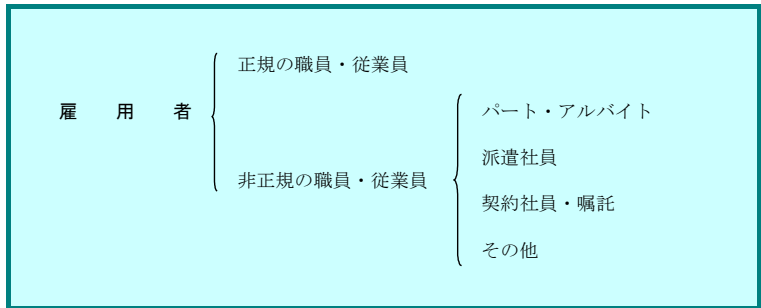 正規の職員・従業員
雇用者
パート・アルバイト
派遣社員
非正規の職員・従業員
契約社員・嘱託
その他